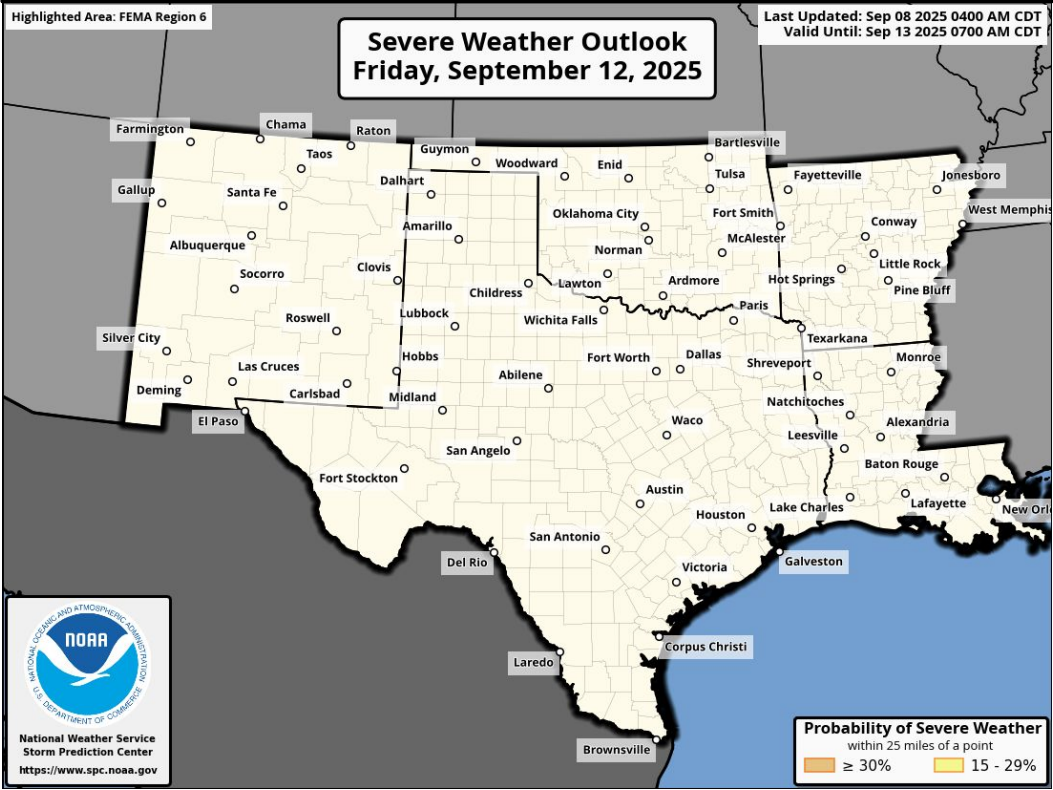 Highlighted Area: FEMA Region 6
Severe Weather Outlook
Friday, September 12, 2025
Last Updated: Sep 08 2025 0400 AM CDT
Valid Until: Sep 13 2025 0700 AM CDT
Farmington
Chama
Raton
Taos
Guymon
Woodward
Enid
Bartlesville
Tulsa
Fayetteville
Jonesboro
Gallup
Santa Fe
Dalhart
Oklahoma City
Fort Smith
West Memphis
Albuquerque
Amarillo
Norman
McAlester
Conway
Socorro
Clovis
Childress
Lawton
Ardmore
Hot Springs
Little Rock
Pine Bluff
Roswell
Lubbock
Wichita Falls
Paris
Texarkana
Silver City
Las Cruces
Hobbs
Fort Worth
Dallas
Shreveport
Monroe
Deming
Carlsbad
Midland
Abilene
Natchitoches
El Paso
San Angelo
Waco
Leesville
Alexandria
Fort Stockton
Baton Rouge
Austin
Houston
Lake Charles
Lafayette
New Orl
Del Rio
San Antonio
Victoria
Galveston
Laredo
Corpus Christi
Brownsville
NATIONAL OCEANIC AND ATMOSPHERIC ADMINISTRATION
NOAA
U.S. DEPARTMENT OF COMMERCE
National Weather Service
Storm Prediction Center
https://www.spc.noaa.gov
Probability of Severe Weather
within 25 miles of a point
≥ 30%
15 - 29%